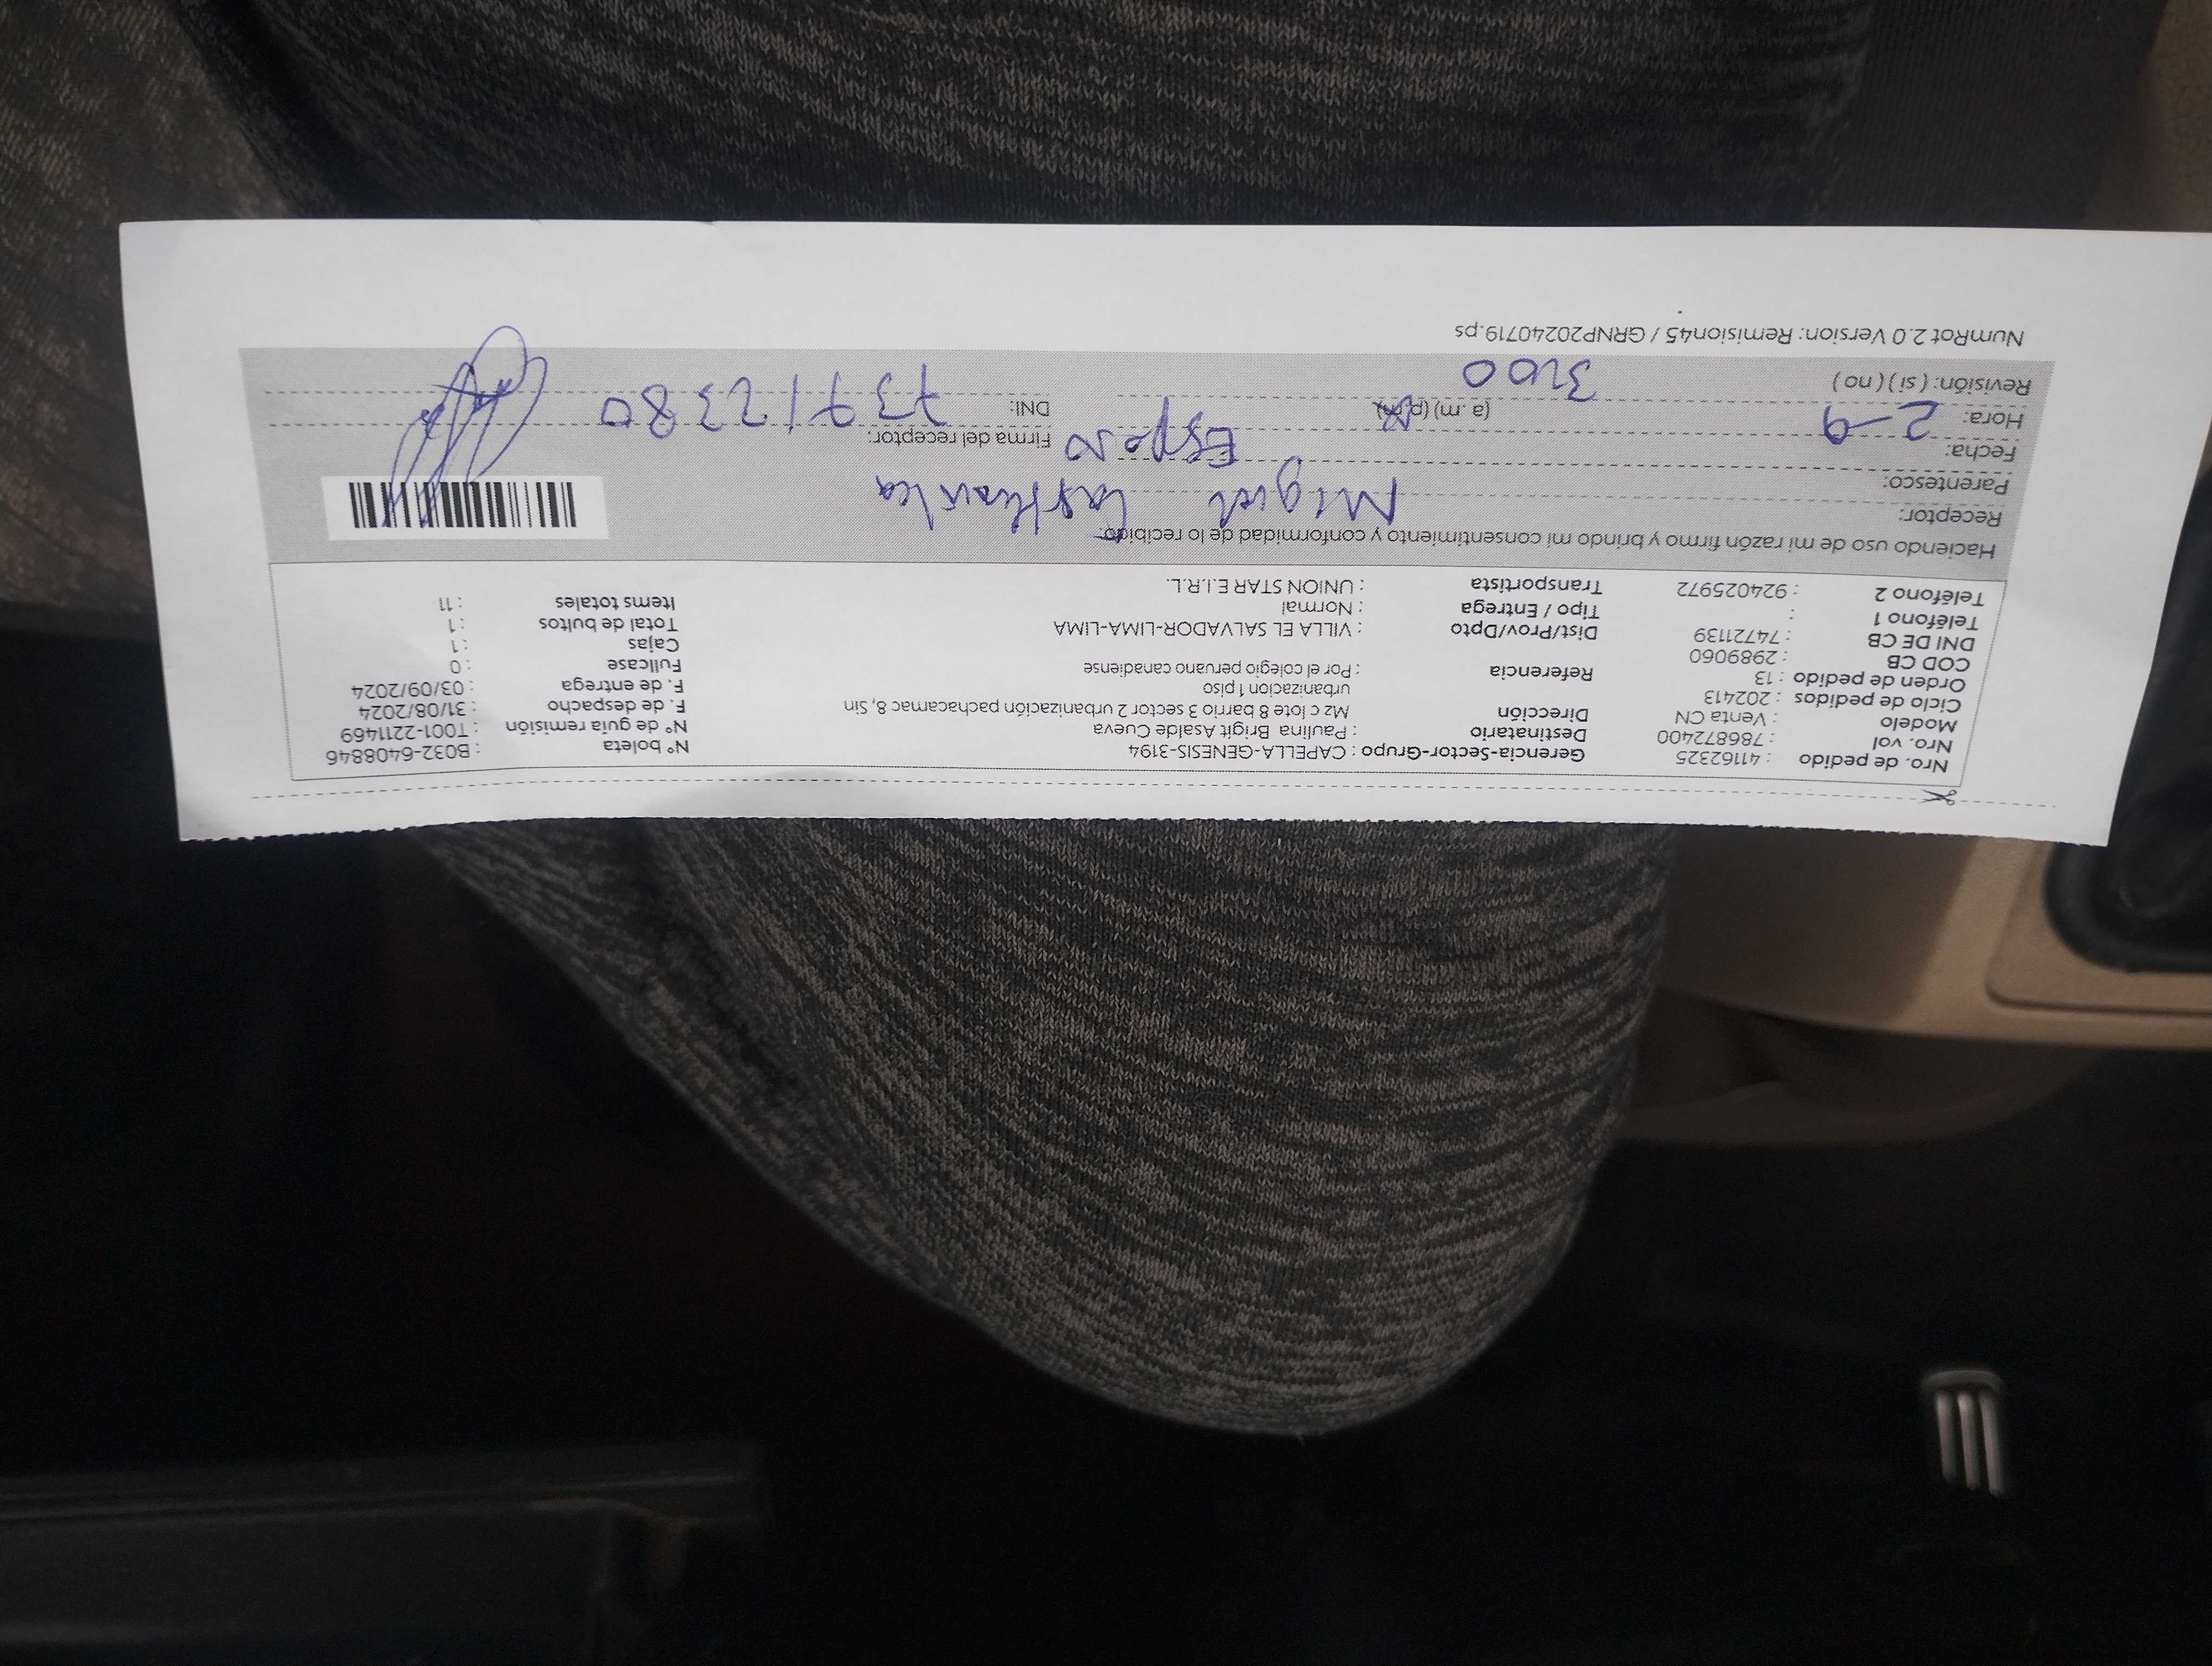 Nro. de pedido : 41162325 Gerencia-Sector-Grupo : CAPELLA-GENESIS-3194 N° boleta : B032-6408846
Nro. vol : 786872400 Destinatario : Paulina Brigit Asalde Cueva N° de guía remisión : T001-2211469
Modelo : Venta CN Dirección Mz c lote 8 barrio 3 sector 2 urbanización pachacamac 8, Sin F. de despacho : 31/08/2024
Ciclo de pedidos : 202413 urbanizacion 1 piso F. de entrega : 03/09/2024
Orden de pedido : 13 Referencia : Por el colegio peruano canadiense Fullcase : 0
COD CB : 2989060 Cajas : 1
DNI DE CB : 74721139 Dist/Prov/Dpto : VILLA EL SALVADOR-LIMA-LIMA Total de bultos : 1
Teléfono 1 : Tipo / Entrega : Normal Items totales : 11
Teléfono 2 : 924025972 Transportista : UNION STAR E.I.R.L.
Haciendo uso de mi razón firmo y brindo mi consentimiento y conformidad de lo recibido:
Receptor: Miguel
Parentesco: Esposo
Fecha: 2-9 Firma del receptor:
Hora: 3:00 (a. m) (p. m) DNI: 73712380
Revisión: ( si ) ( no )
NumRot 2.0 Version: Remision45 / GRNP20240719.ps